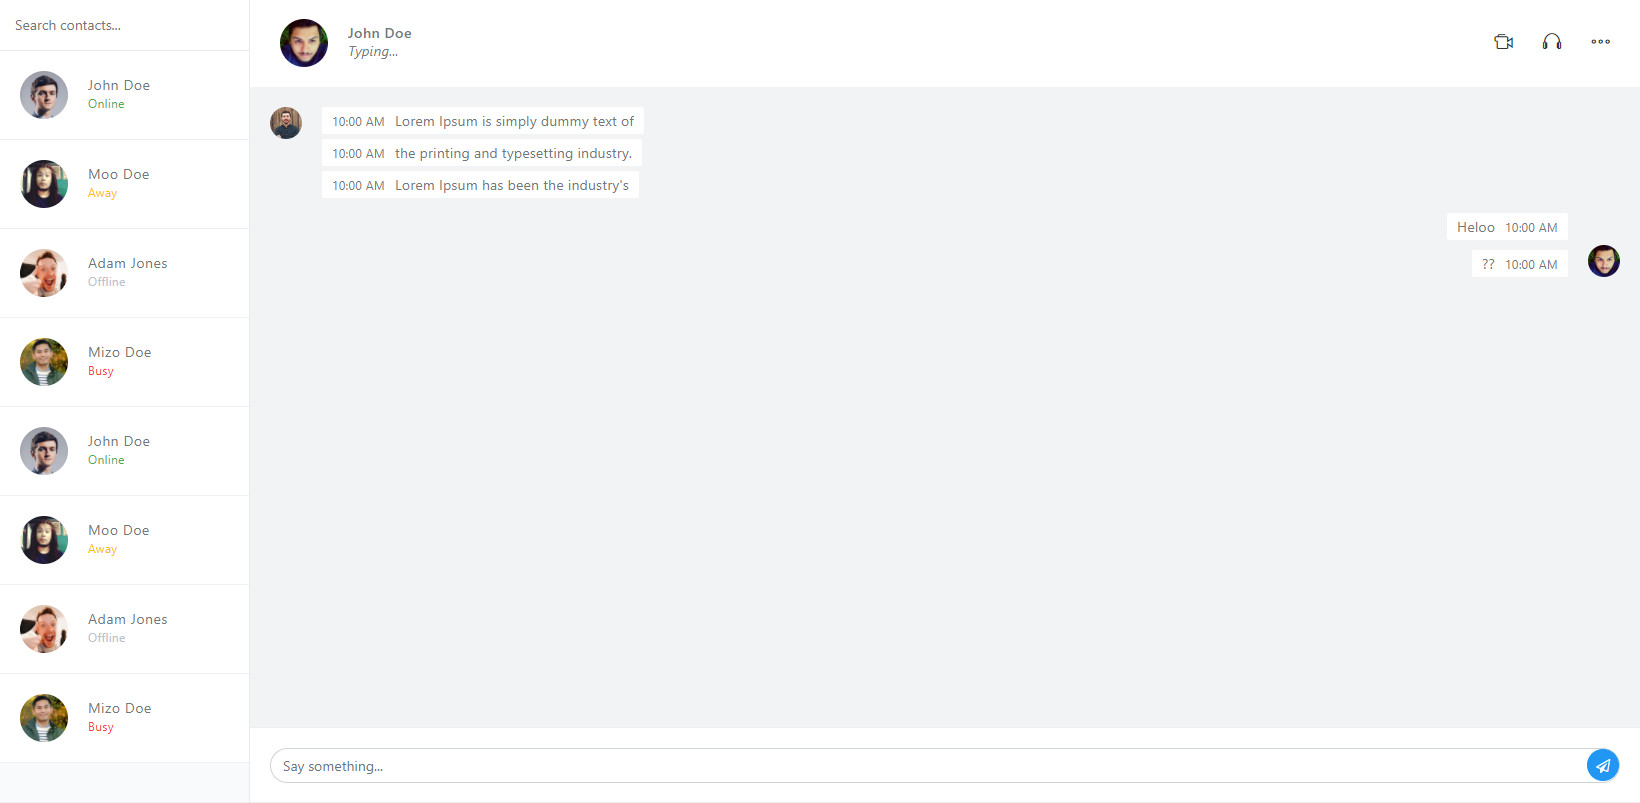 Search contacts...
John Doe
Online
Moo Doe
Away
Adam Jones
Offline
Mizo Doe
Busy
John Doe
Online
Moo Doe
Away
Adam Jones
Offline
Mizo Doe
Busy
John Doe
Typing...
10:00 AM Lorem Ipsum is simply dummy text of
10:00 AM the printing and typesetting industry.
10:00 AM Lorem Ipsum has been the industry's
Heloo 10:00 AM
?? 10:00 AM
Say something...